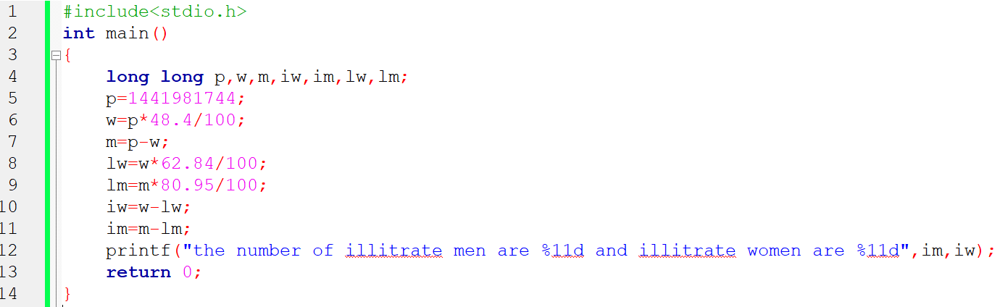 1 #include<stdio.h>
2 int main()
3 {
4 long long p,w,m,iw,im,lw,lm;
5 p=1441981744;
6 w=p*48.4/100;
7 m=p-w;
8 lw=w*62.84/100;
9 lm=m*80.95/100;
10 iw=w-lw;
11 im=m-lm;
12 printf("the number of illitrate men are %lld and illitrate women are %lld",im,iw);
13 return 0;
14 }